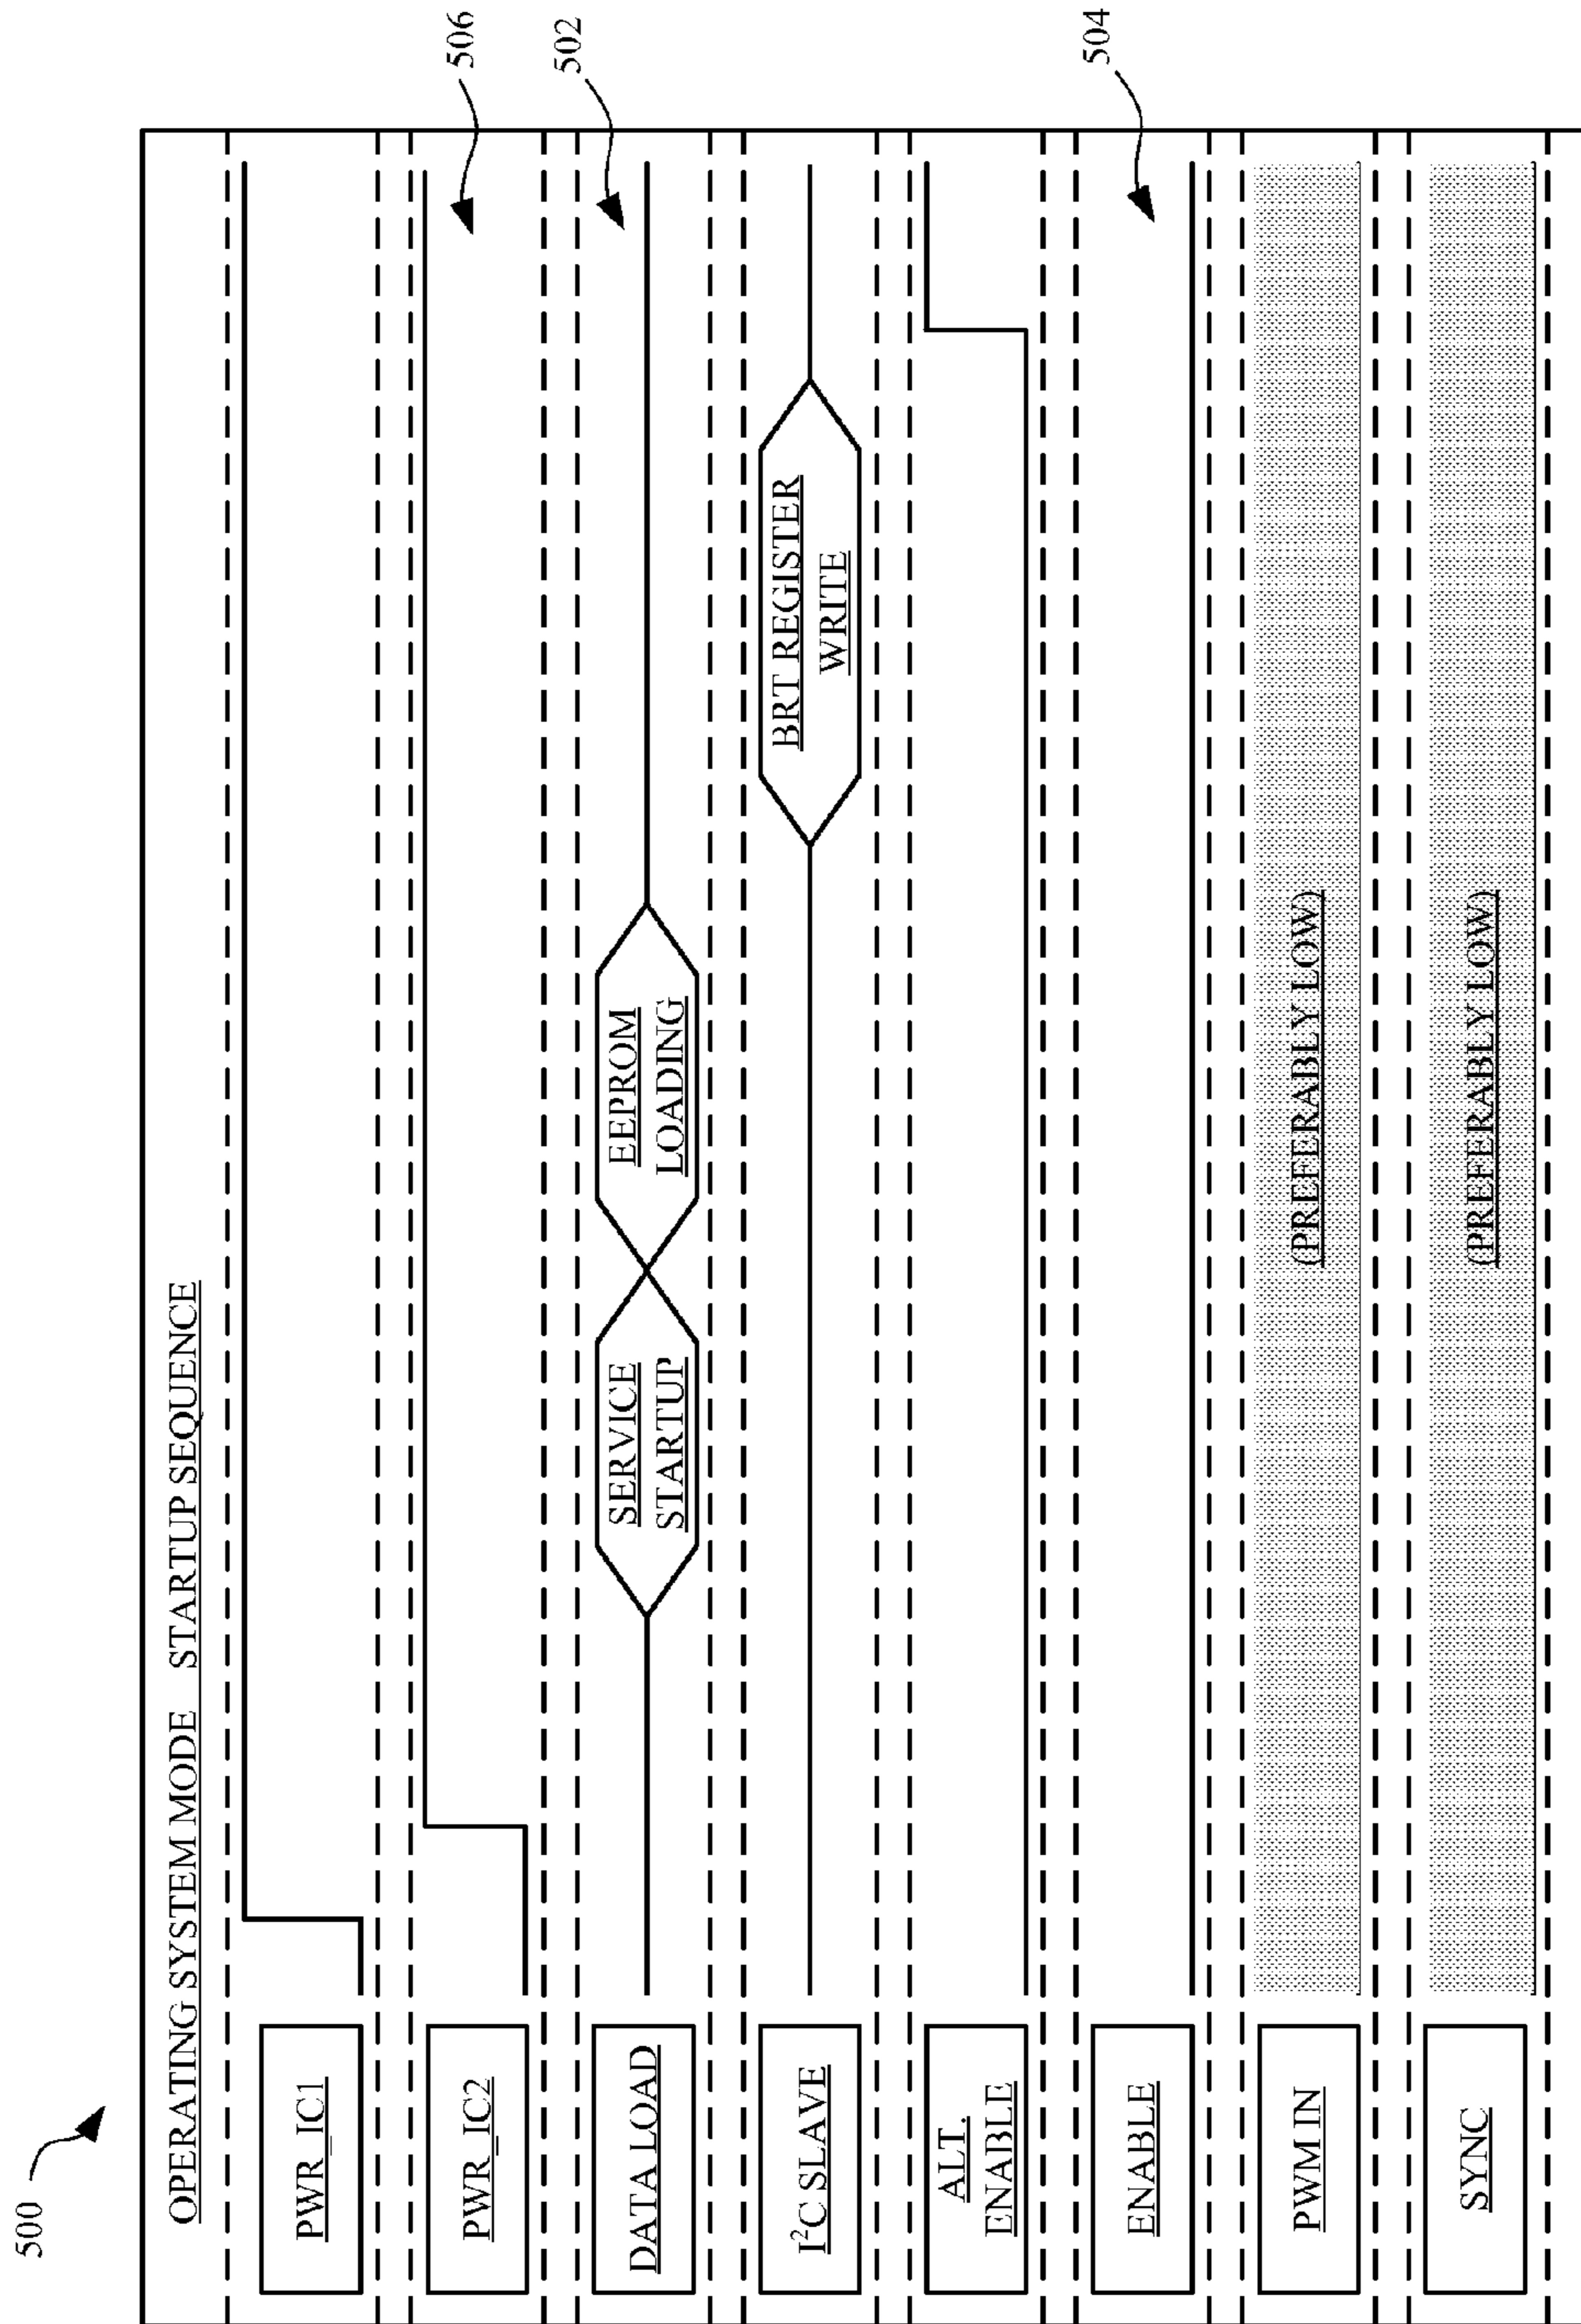 500
OPERATING SYSTEM MODE STARTUP SEQUENCE
PWR_IC1
PWR_IC2
506
DATA LOAD
SERVICE
STARTUP
EEPROM
LOADING
502
I²C SLAVE
BRT REGISTER
WRITE
ALT.
ENABLE
ENABLE
504
PWM IN
(PREFERABLY LOW)
SYNC
(PREFERABLY LOW)